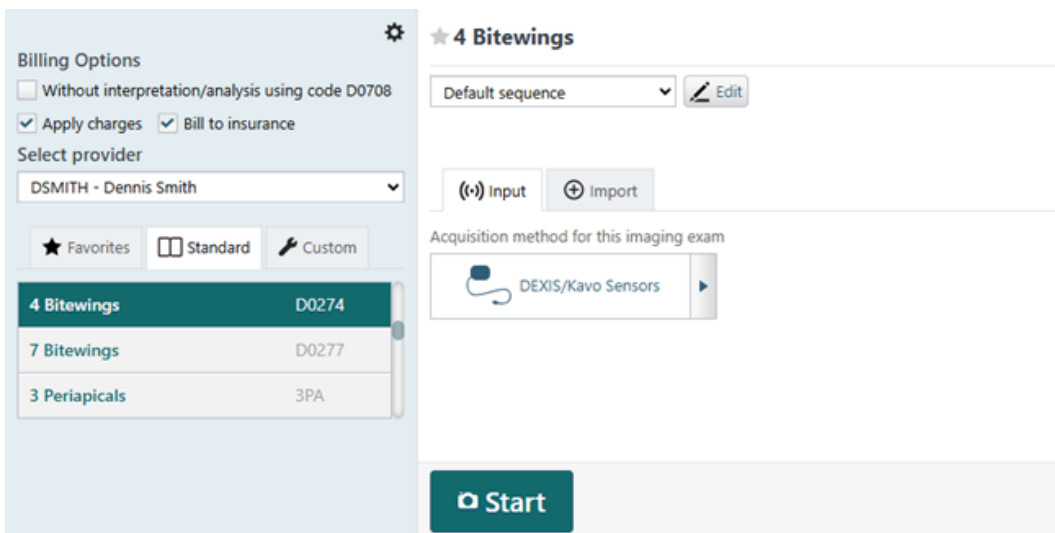 Billing Options
Without interpretation/analysis using code D0708
Apply charges Bill to insurance
Select provider
DSMITH - Dennis Smith
Favorites Standard Custom
4 Bitewings D0274
7 Bitewings D0277
3 Periapicals 3PA
4 Bitewings
Default sequence Edit
Input Import
Acquisition method for this imaging exam
DEXIS/Kavo Sensors
Start